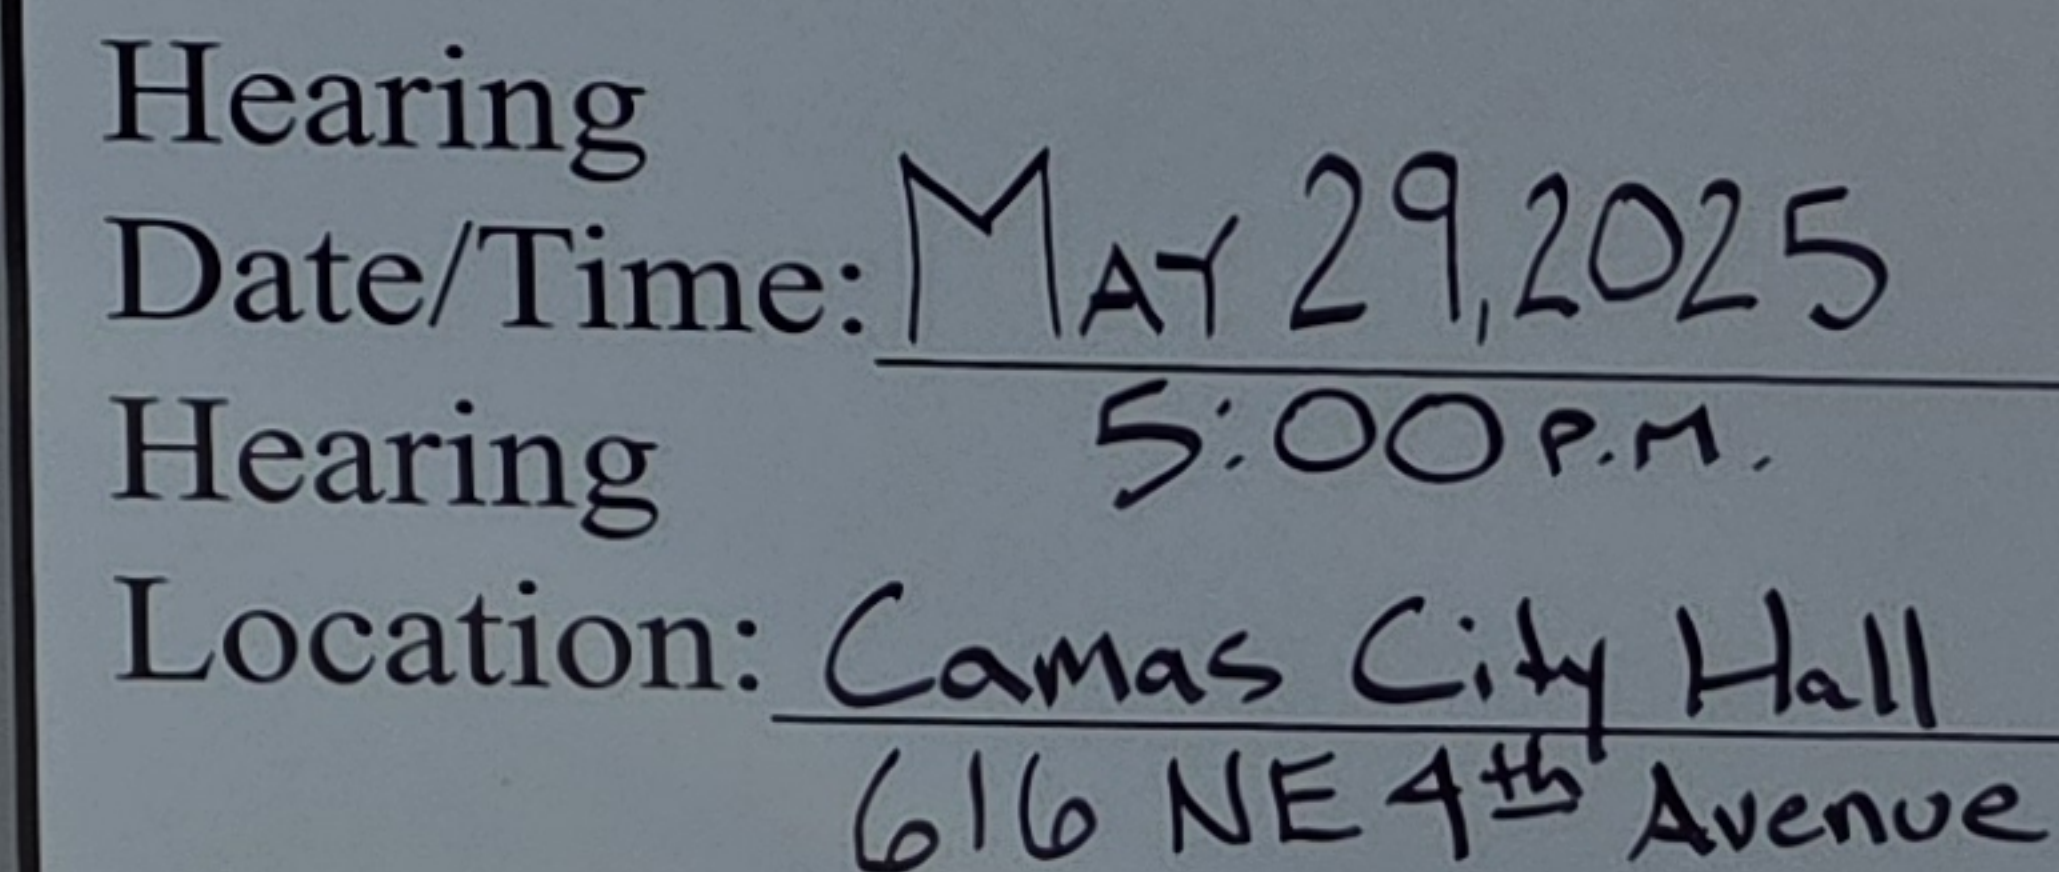 Hearing
Date/Time: MAY 29, 2025
Hearing 5:00 P.M.
Location: Camas City Hall
616 NE 4th Avenue